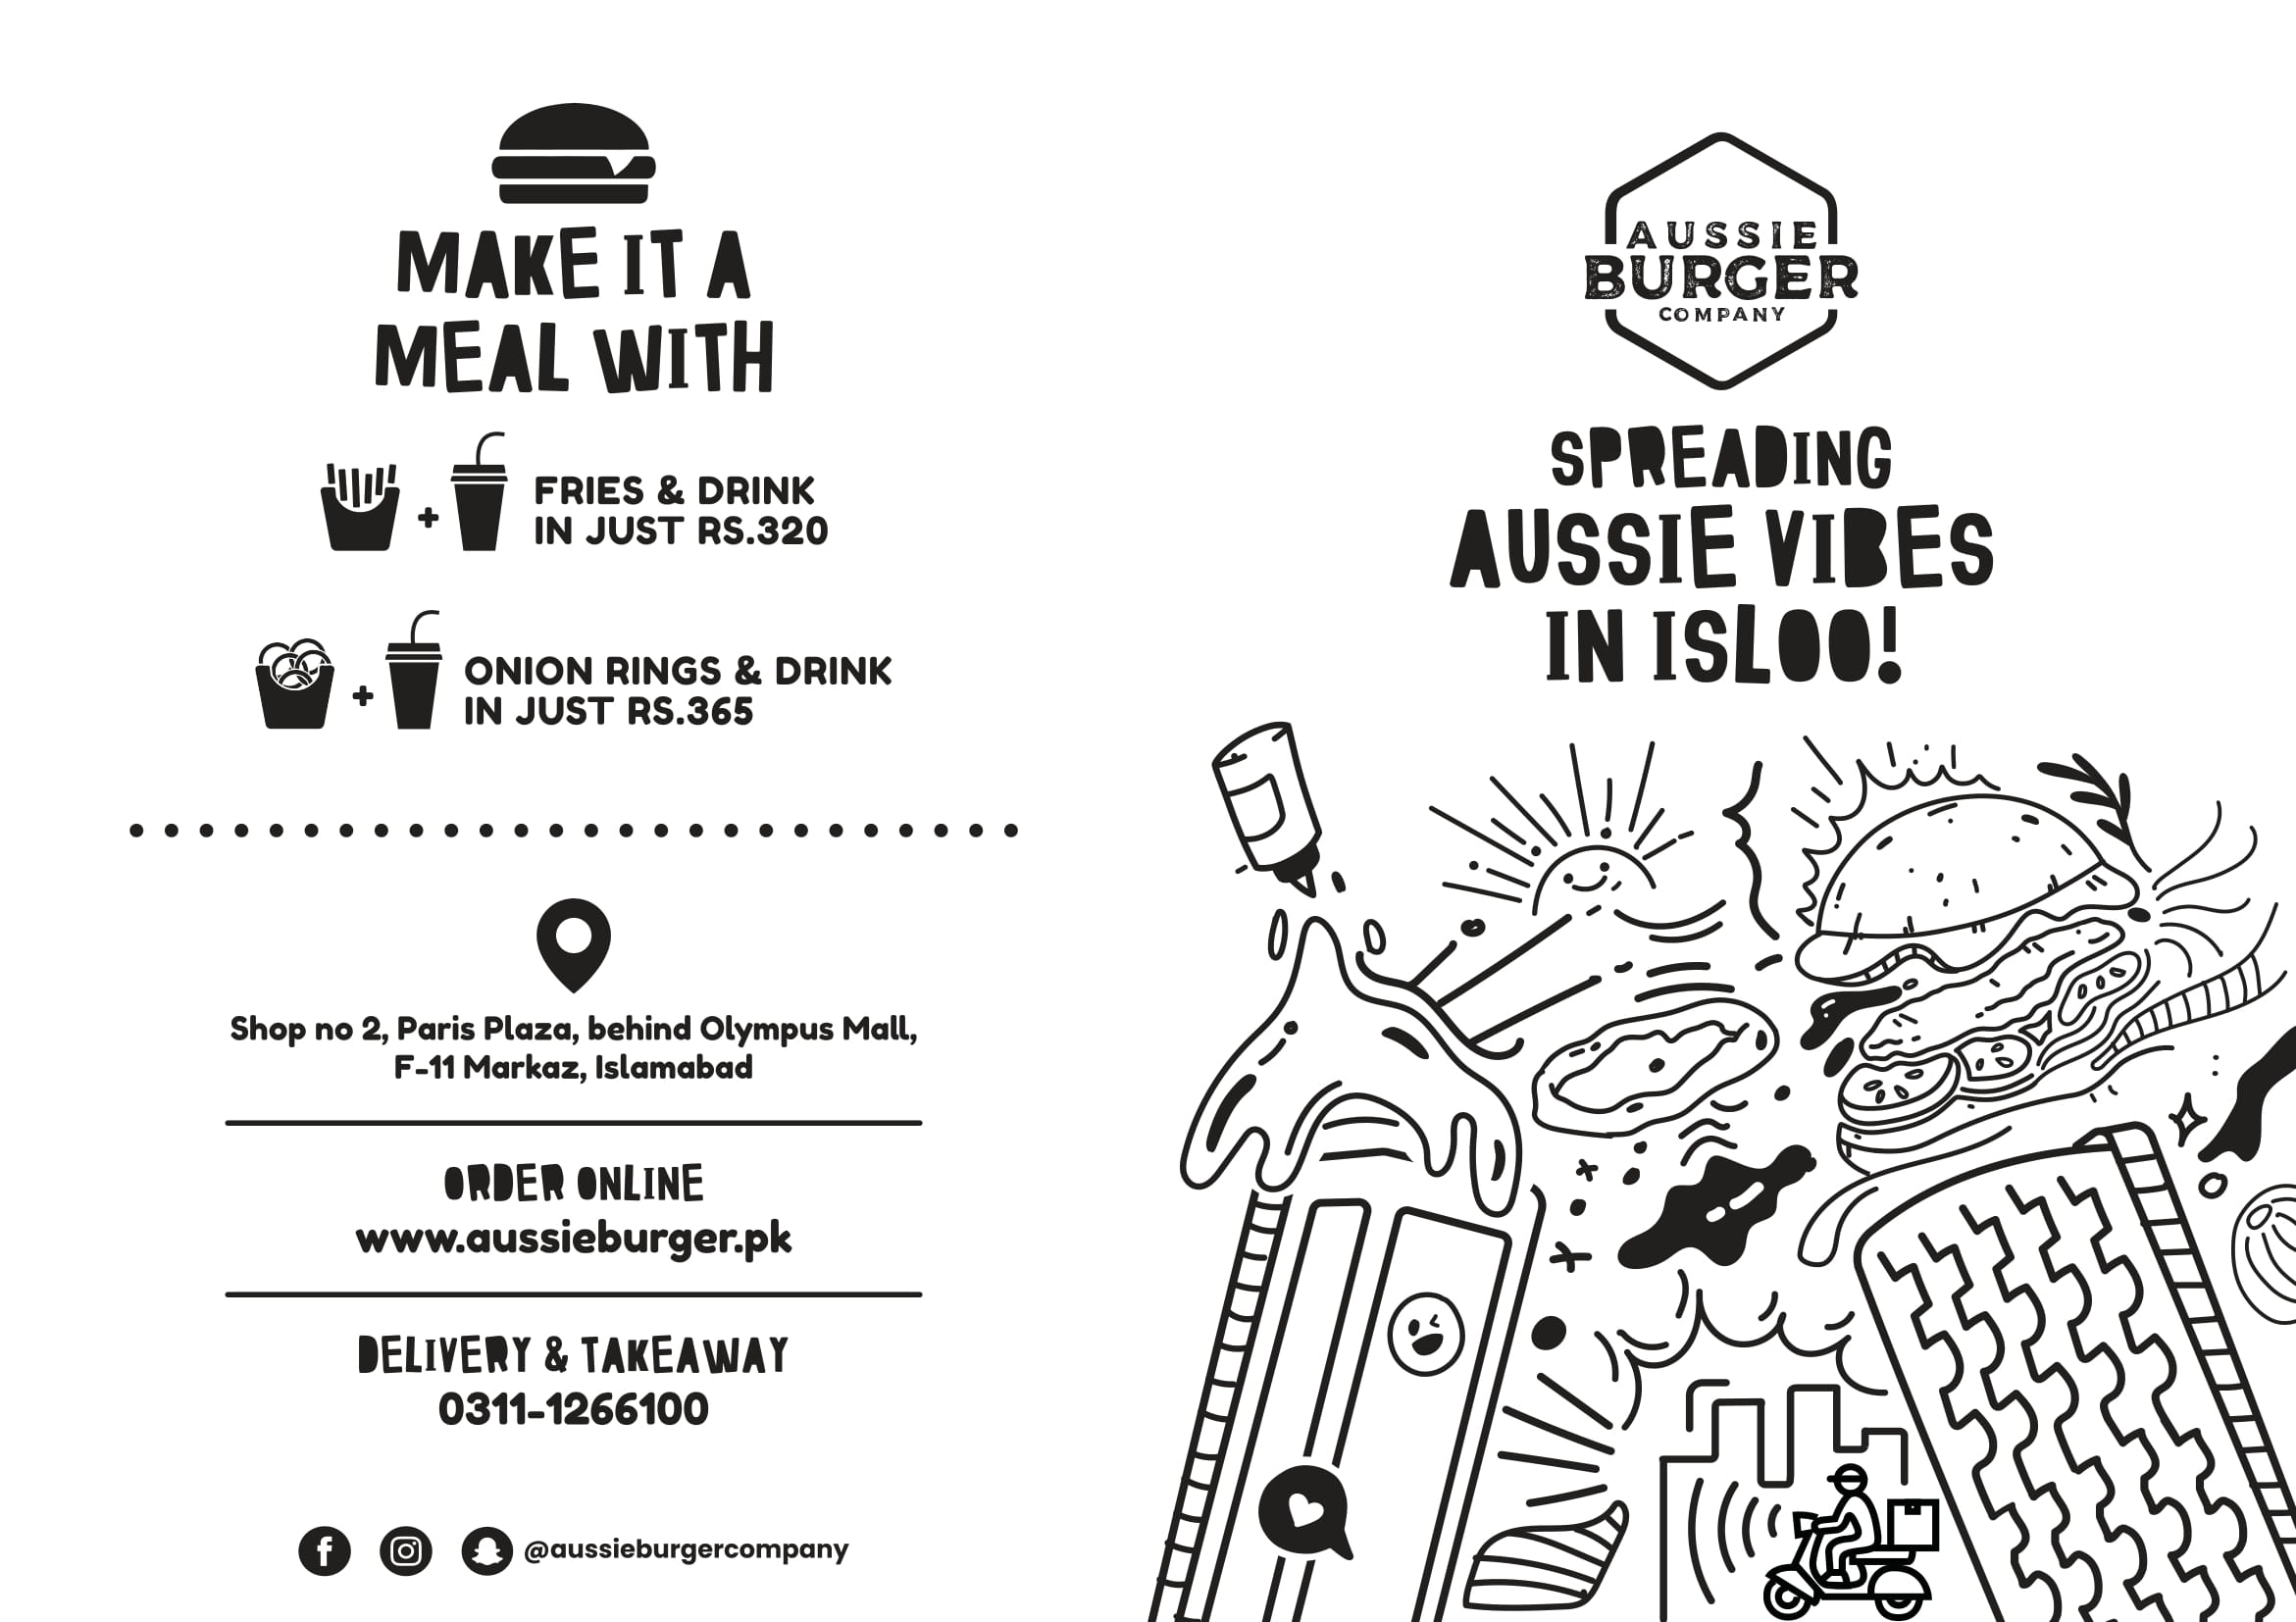 MAKE IT A
MEAL WITH
+
FRIES & DRINK
IN JUST RS.320
+
ONION RINGS & DRINK
IN JUST RS.365
Shop no 2, Paris Plaza, behind Olympus Mall,
F-11 Markaz, Islamabad
ORDER ONLINE
www.aussieburger.pk
DELIVERY & TAKEAWAY
0311-1266100
@aussieburgercompany
AUSSIE
BURGER
COMPANY
SPREADING
AUSSIE VIBES
IN ISLOO!